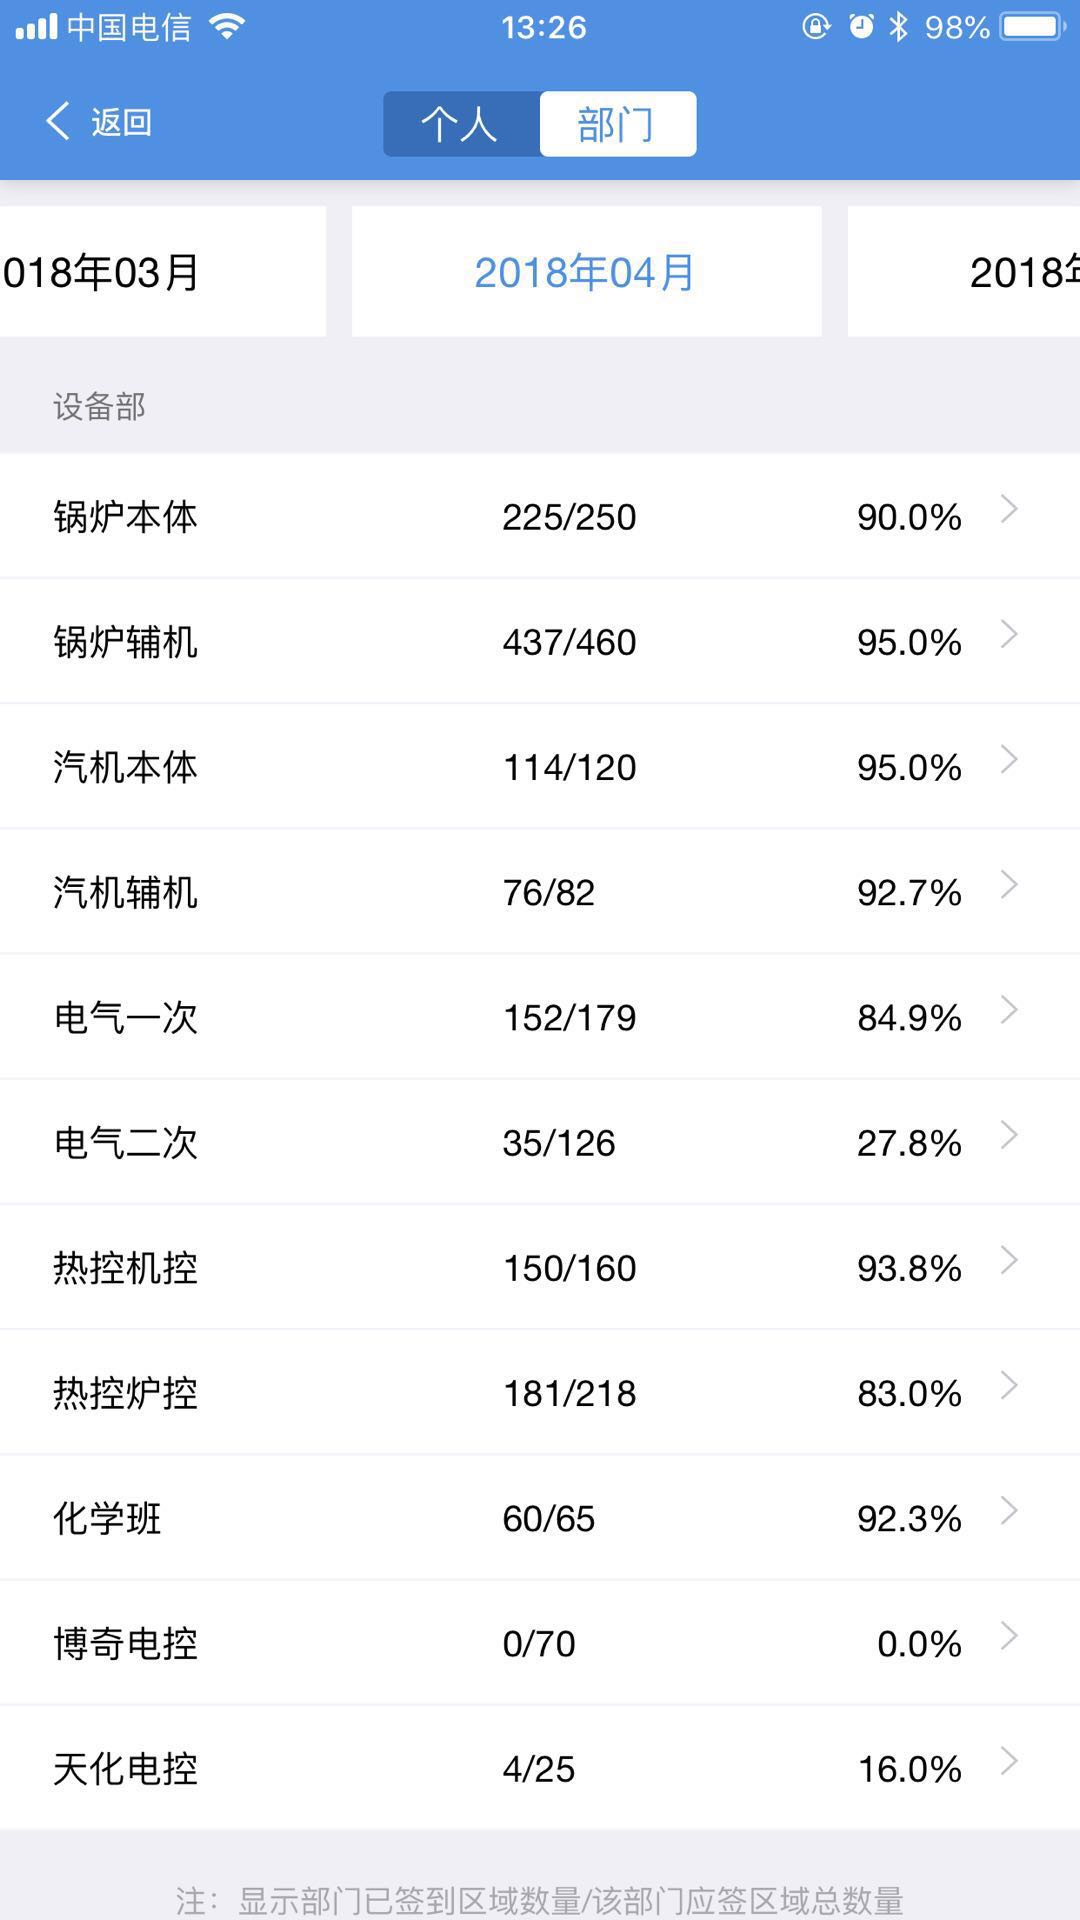 中国电信 13:26 98%
返回 个人 部门
018年03月 2018年04月 2018年
设备部
锅炉本体 225/250 90.0%
锅炉辅机 437/460 95.0%
汽机本体 114/120 95.0%
汽机辅机 76/82 92.7%
电气一次 152/179 84.9%
电气二次 35/126 27.8%
热控机控 150/160 93.8%
热控炉控 181/218 83.0%
化学班 60/65 92.3%
博奇电控 0/70 0.0%
天化电控 4/25 16.0%
注：显示部门已签到区域数量/该部门应签区域总数量